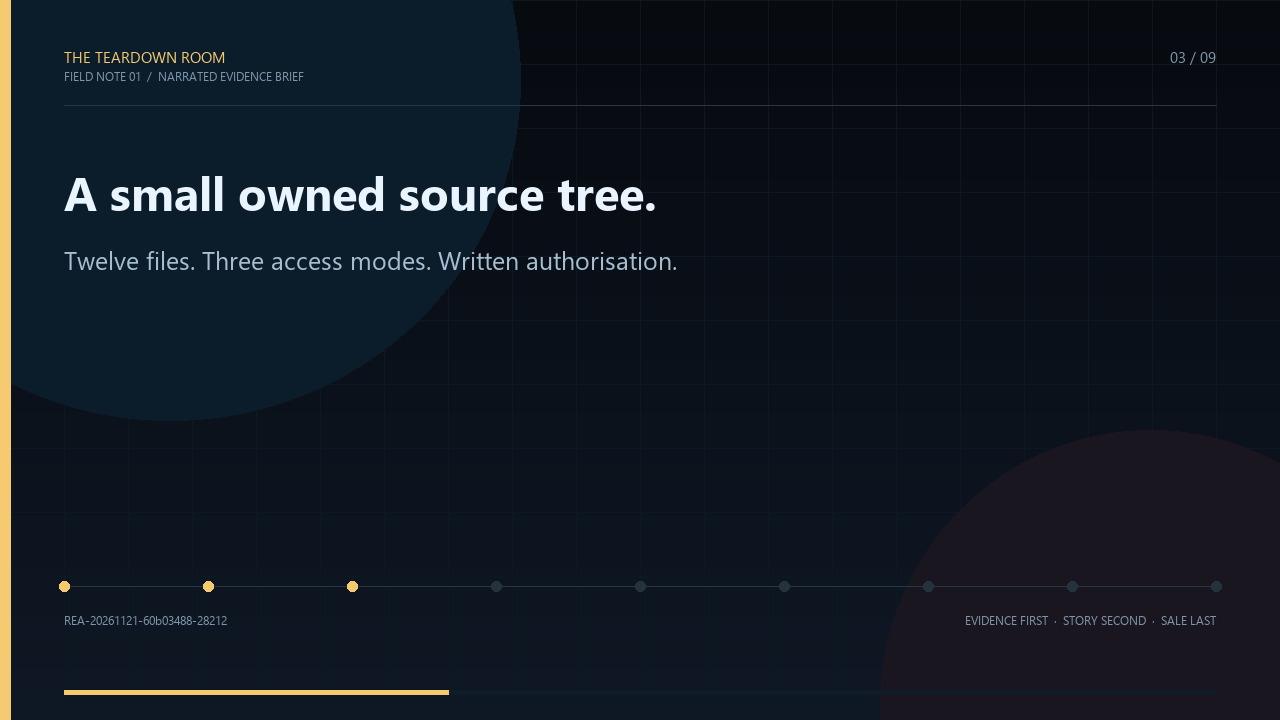 THE TEARDOWN ROOM
03 / 09
FIELD NOTE 01 / NARRATED EVIDENCE BRIEF
A small owned source tree.
Twelve files. Three access modes. Written authorisation.
REA-20261121-60b03488-28212
EVIDENCE FIRST · STORY SECOND · SALE LAST